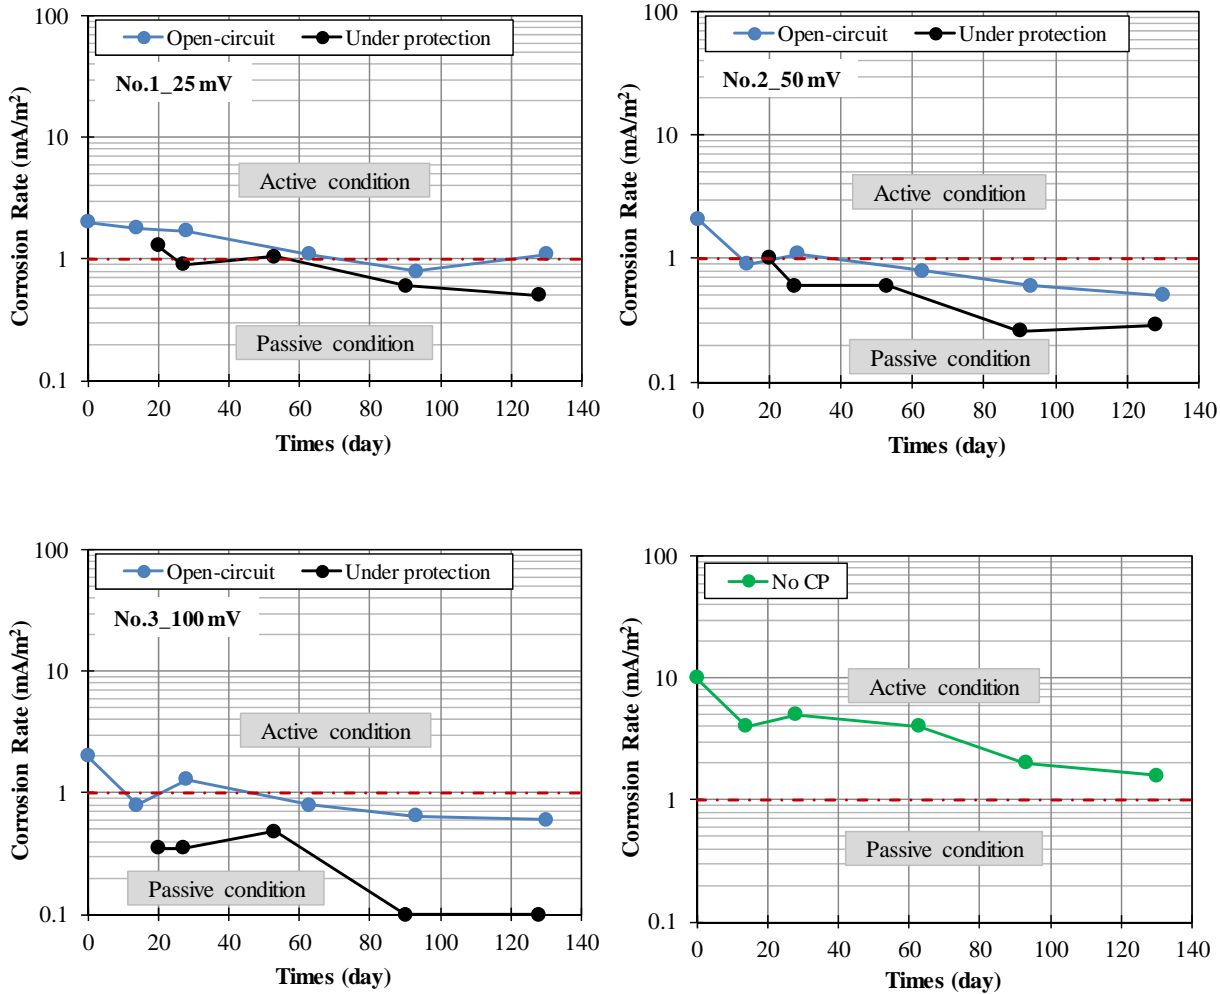 100
10
1
0.1
Corrosion Rate (mA/m²)
Open-circuit Under protection
No.1_25 mV
Active condition
Passive condition
0 20 40 60 80 100 120 140
Times (day)
100
10
1
0.1
Corrosion Rate (mA/m²)
Open-circuit Under protection
No.2_50 mV
Active condition
Passive condition
0 20 40 60 80 100 120 140
Times (day)
100
10
1
0.1
Corrosion Rate (mA/m²)
Open-circuit Under protection
No.3_100 mV
Active condition
Passive condition
0 20 40 60 80 100 120 140
Times (day)
100
10
1
0.1
Corrosion Rate (mA/m²)
No CP
Active condition
Passive condition
0 20 40 60 80 100 120 140
Times (day)